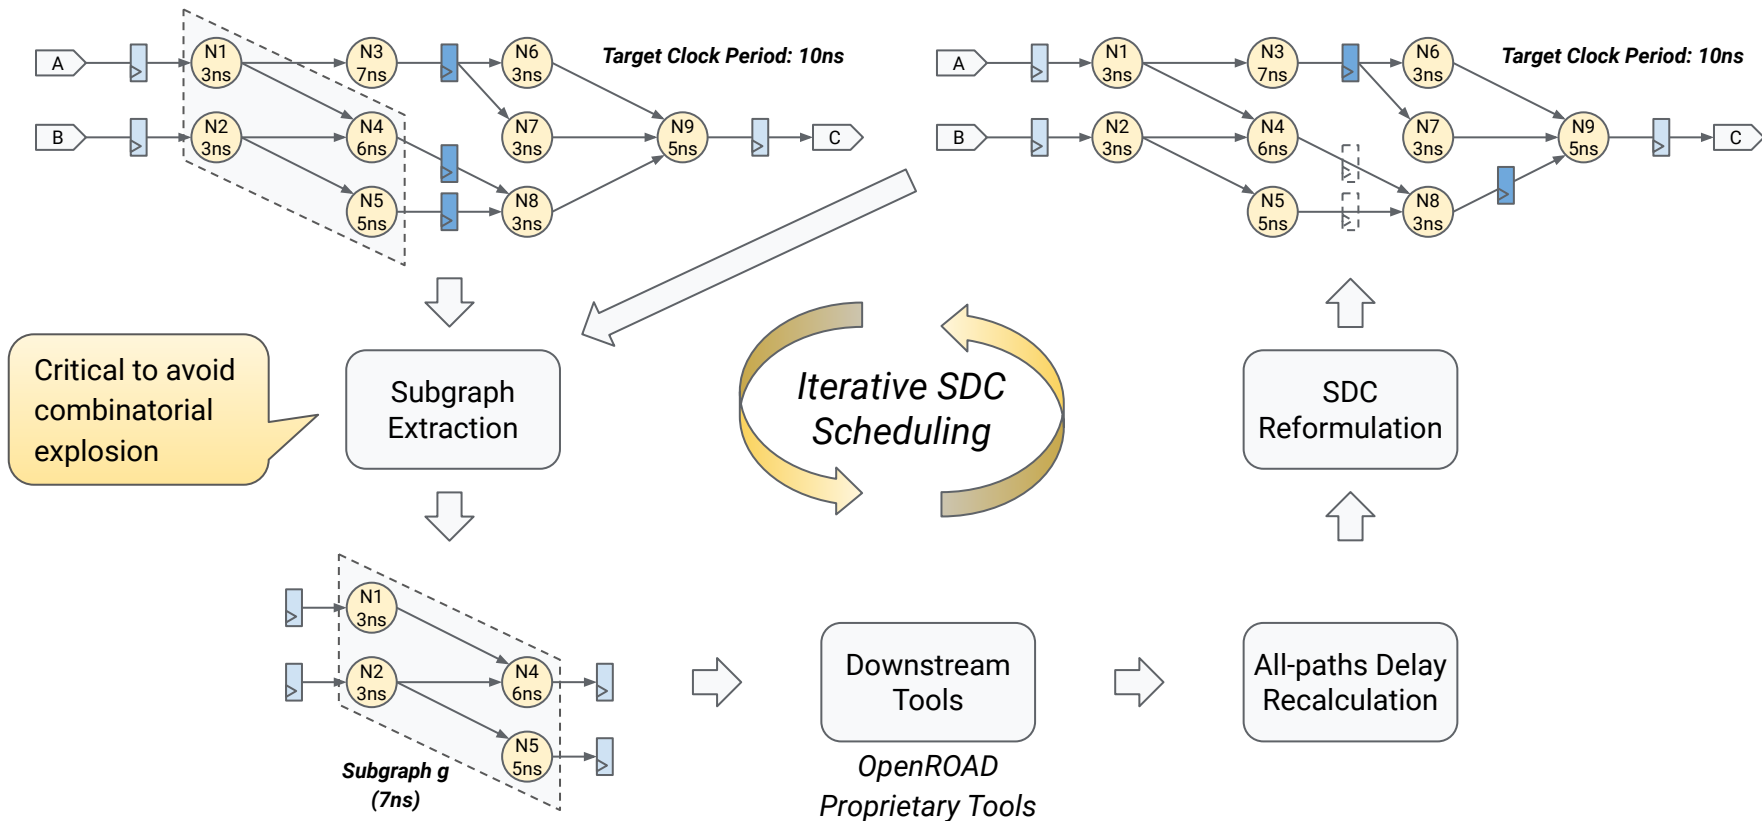 N1
3ns
N3
7ns
N6
3ns
Target Clock Period: 10ns
A
B
N2
3ns
N4
6ns
N7
3ns
N9
5ns
C
N5
5ns
N8
3ns
N1
3ns
N3
7ns
N6
3ns
Target Clock Period: 10ns
A
B
N2
3ns
N4
6ns
N7
3ns
N9
5ns
C
N5
5ns
N8
3ns
Critical to avoid
combinatorial
explosion
Subgraph
Extraction
Iterative SDC
Scheduling
SDC
Reformulation
N1
3ns
N2
3ns
N4
6ns
N5
5ns
Subgraph g
(7ns)
Downstream
Tools
OpenROAD
Proprietary Tools
All-paths Delay
Recalculation